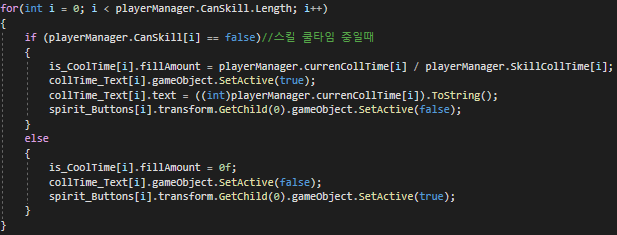 for(int i = 0; i < playerManager.CanSkill.Length; i++)
{
if (playerManager.CanSkill[i] == false)//스킬 쿨타임 중일때
{
is_CoolTime[i].fillAmount = playerManager.currenCollTime[i] / playerManager.SkillCollTime[i];
collTime_Text[i].gameObject.SetActive(true);
collTime_Text[i].text = ((int)playerManager.currenCollTime[i]).ToString();
spirit_Buttons[i].transform.GetChild(0).gameObject.SetActive(false);
}
else
{
is_CoolTime[i].fillAmount = 0f;
collTime_Text[i].gameObject.SetActive(false);
spirit_Buttons[i].transform.GetChild(0).gameObject.SetActive(true);
}
}